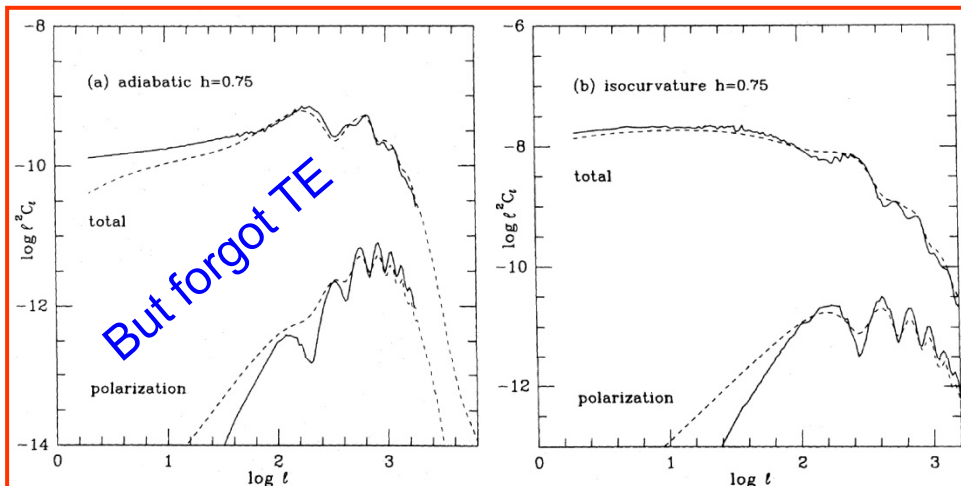 -8
-10
-12
-14
log ℓ²Cℓ
(a) adiabatic h=0.75
total
But forgot TE
polarization
0
1
2
3
log ℓ
-6
-8
-10
-12
log ℓ²Cℓ
(b) isocurvature h=0.75
total
polarization
0
1
2
3
log ℓ